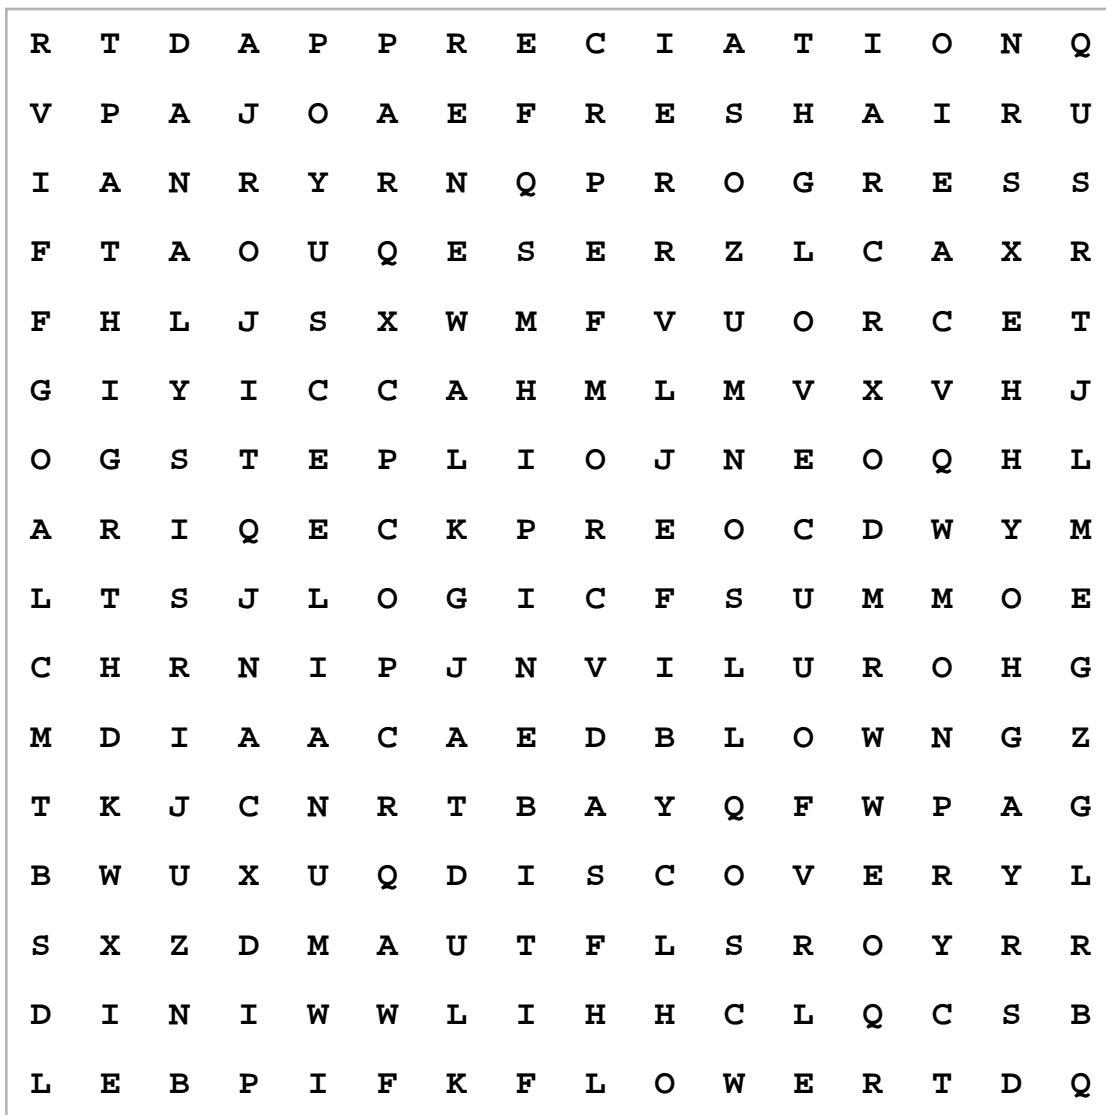 R T D A P P R E C I A T I O N Q
V P A J O A E F R E S H A I R U
I A N R Y R N Q P R O G R E S S
F T A O U Q E S E R Z L C A X R
F H L J S X W M F V U O R C E T
G I Y I C C A H M L M V X V H J
O G S T E P L I O J N E O Q H L
A R I Q E C K P R E O C D W Y M
L T S J L O G I C F S U M M O E
C H R N I P J N V I L U R O H G
M D I A A C A E D B L O W N G Z
T K J C N R T B A Y Q F W P A G
B W U X U Q D I S C O V E R Y L
S X Z D M A U T F L S R O Y R R
D I N I W W L I H H C L Q C S B
L E B P I F K F L O W E R T D Q